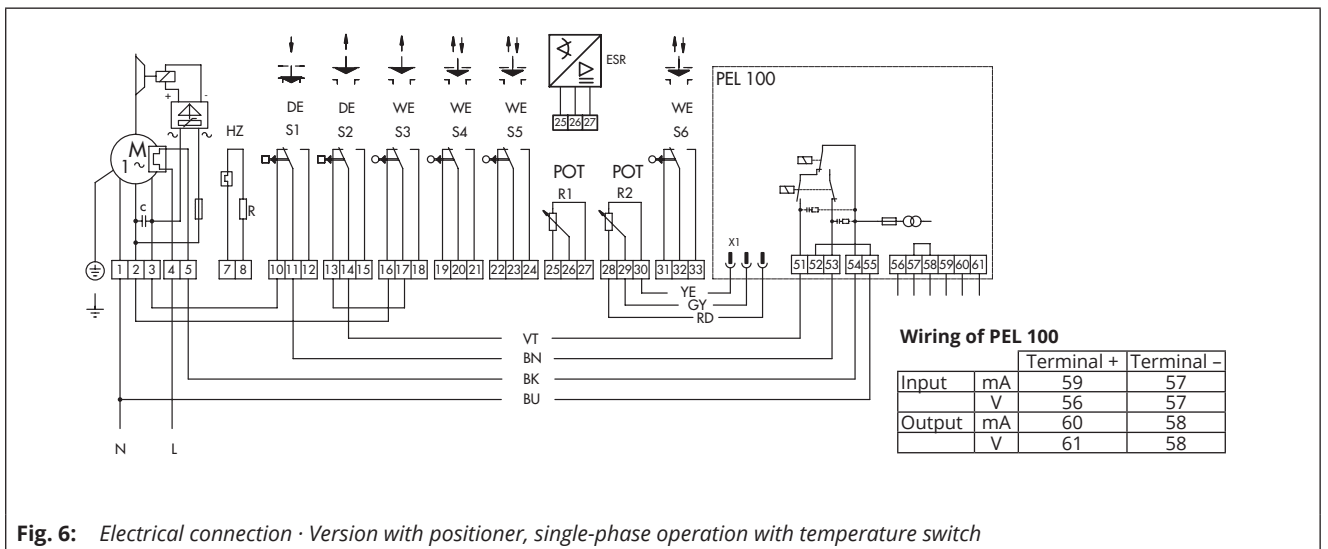 ESR
PEL 100
DE DE WE WE WE WE
+ -
HZ S1 S2 S3 S4 S5 25 26 27 S6
M
1~
~ ~
POT POT
R1 R2
c
R
X1
1 2 3 4 5 7 8 10 11 12 13 14 15 16 17 18 19 20 21 22 23 24 25 26 27 28 29 30 31 32 33 51 52 53 54 55 56 57 58 59 60 61
YE
GY
RD
VT
BN
BK
BU
N L
Wiring of PEL 100
Terminal + Terminal –
Input mA 59 57
V 56 57
Output mA 60 58
V 61 58
Fig. 6: Electrical connection · Version with positioner, single-phase operation with temperature switch